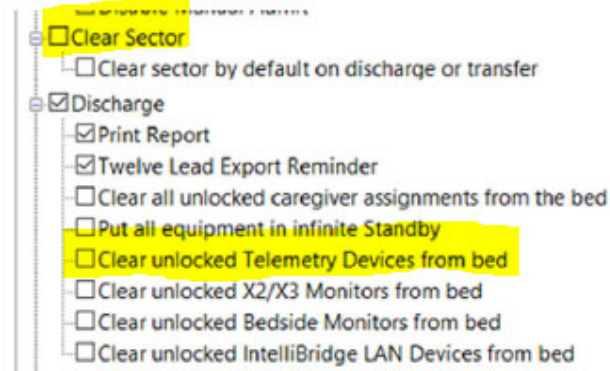 Clear Sector
Clear sector by default on discharge or transfer
Discharge
Print Report
Twelve Lead Export Reminder
Clear all unlocked caregiver assignments from the bed
Put all equipment in infinite Standby
Clear unlocked Telemetry Devices from bed
Clear unlocked X2/X3 Monitors from bed
Clear unlocked Bedside Monitors from bed
Clear unlocked IntelliBridge LAN Devices from bed